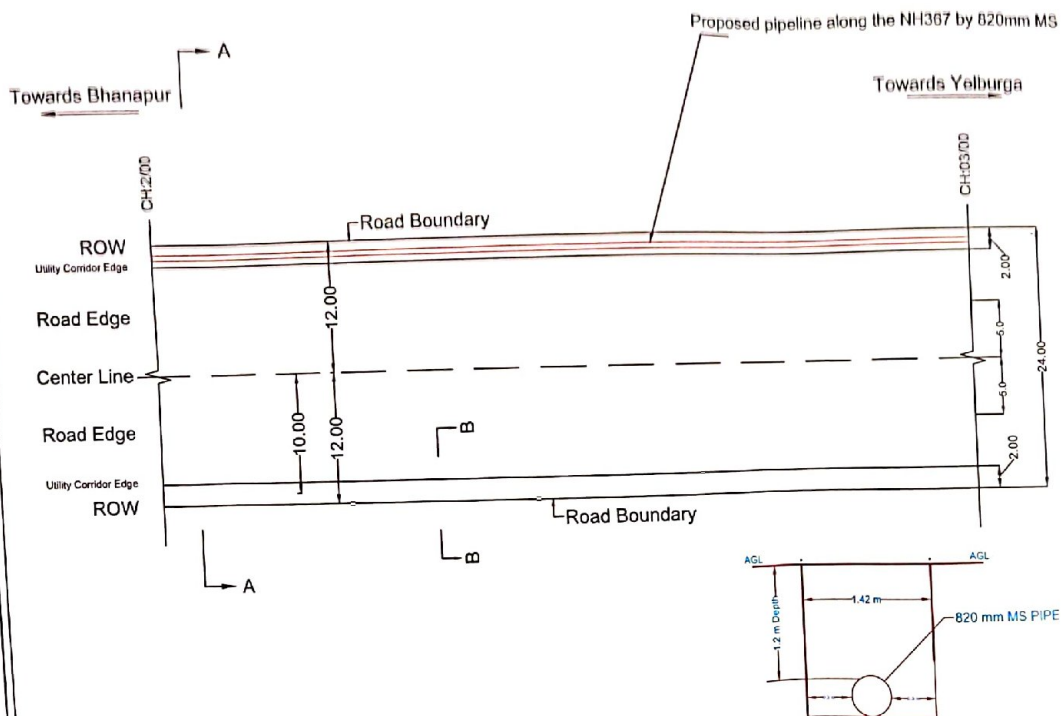 Proposed pipeline along the NH367 by 820mm MS
A
Towards Bhanapur
Towards Yelburga
CH:2/00
CH:03/00
Road Boundary
ROW
Utility Corridor Edge
2.00
12.00
Road Edge
5.0
24.00
Center Line
10.00
12.00
5.0
B
Road Edge
2.00
Utility Corridor Edge
ROW
Road Boundary
B
A
AGL
AGL
1.42 m
1.2 m Depth
820 mm MS PIPE